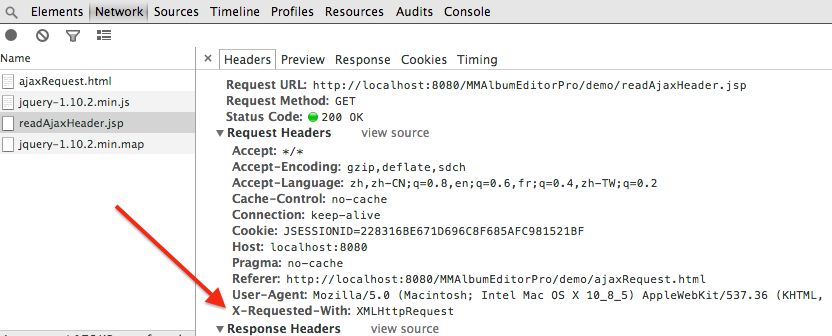 Elements Network Sources Timeline Profiles Resources Audits Console
Name
× Headers Preview Response Cookies Timing
ajaxRequest.html
jquery-1.10.2.min.js
readAjaxHeader.jsp
jquery-1.10.2.min.map
Request URL: http://localhost:8080/MMAlbumEditorPro/demo/readAjaxHeader.jsp
Request Method: GET
Status Code: 200 OK
▼Request Headers view source
Accept: */*
Accept-Encoding: gzip,deflate,sdch
Accept-Language: zh,zh-CN;q=0.8,en;q=0.6,fr;q=0.4,zh-TW;q=0.2
Cache-Control: no-cache
Connection: keep-alive
Cookie: JSESSIONID=228316BE671D696C8F685AFC981521BF
Host: localhost:8080
Pragma: no-cache
Referer: http://localhost:8080/MMAlbumEditorPro/demo/ajaxRequest.html
User-Agent: Mozilla/5.0 (Macintosh; Intel Mac OS X 10_8_5) AppleWebKit/537.36 (KHTML,
X-Requested-With: XMLHttpRequest
▼Response Headers view source